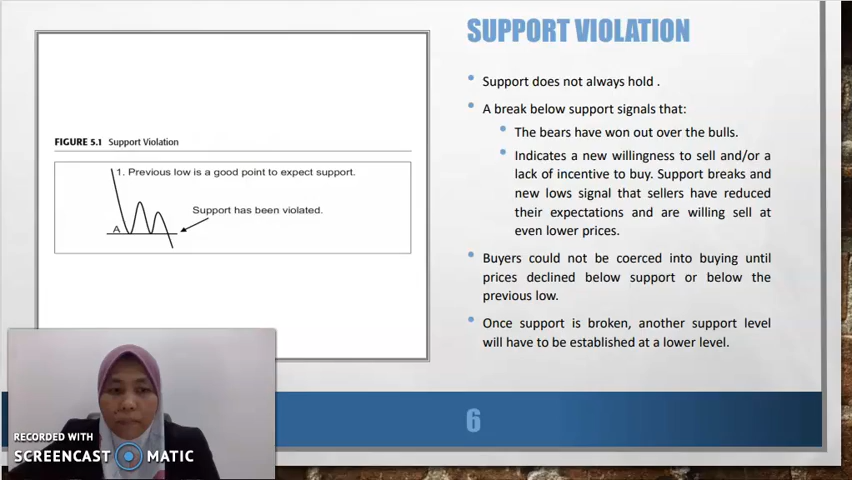 SUPPORT VIOLATION
FIGURE 5.1 Support Violation
1. Previous low is a good point to expect support.
Support has been violated.
A
Support does not always hold .
A break below support signals that:
The bears have won out over the bulls.
Indicates a new willingness to sell and/or a
lack of incentive to buy. Support breaks and
new lows signal that sellers have reduced
their expectations and are willing sell at
even lower prices.
Buyers could not be coerced into buying until
prices declined below support or below the
previous low.
Once support is broken, another support level
will have to be established at a lower level.
6
RECORDED WITH
SCREENCAST MATIC